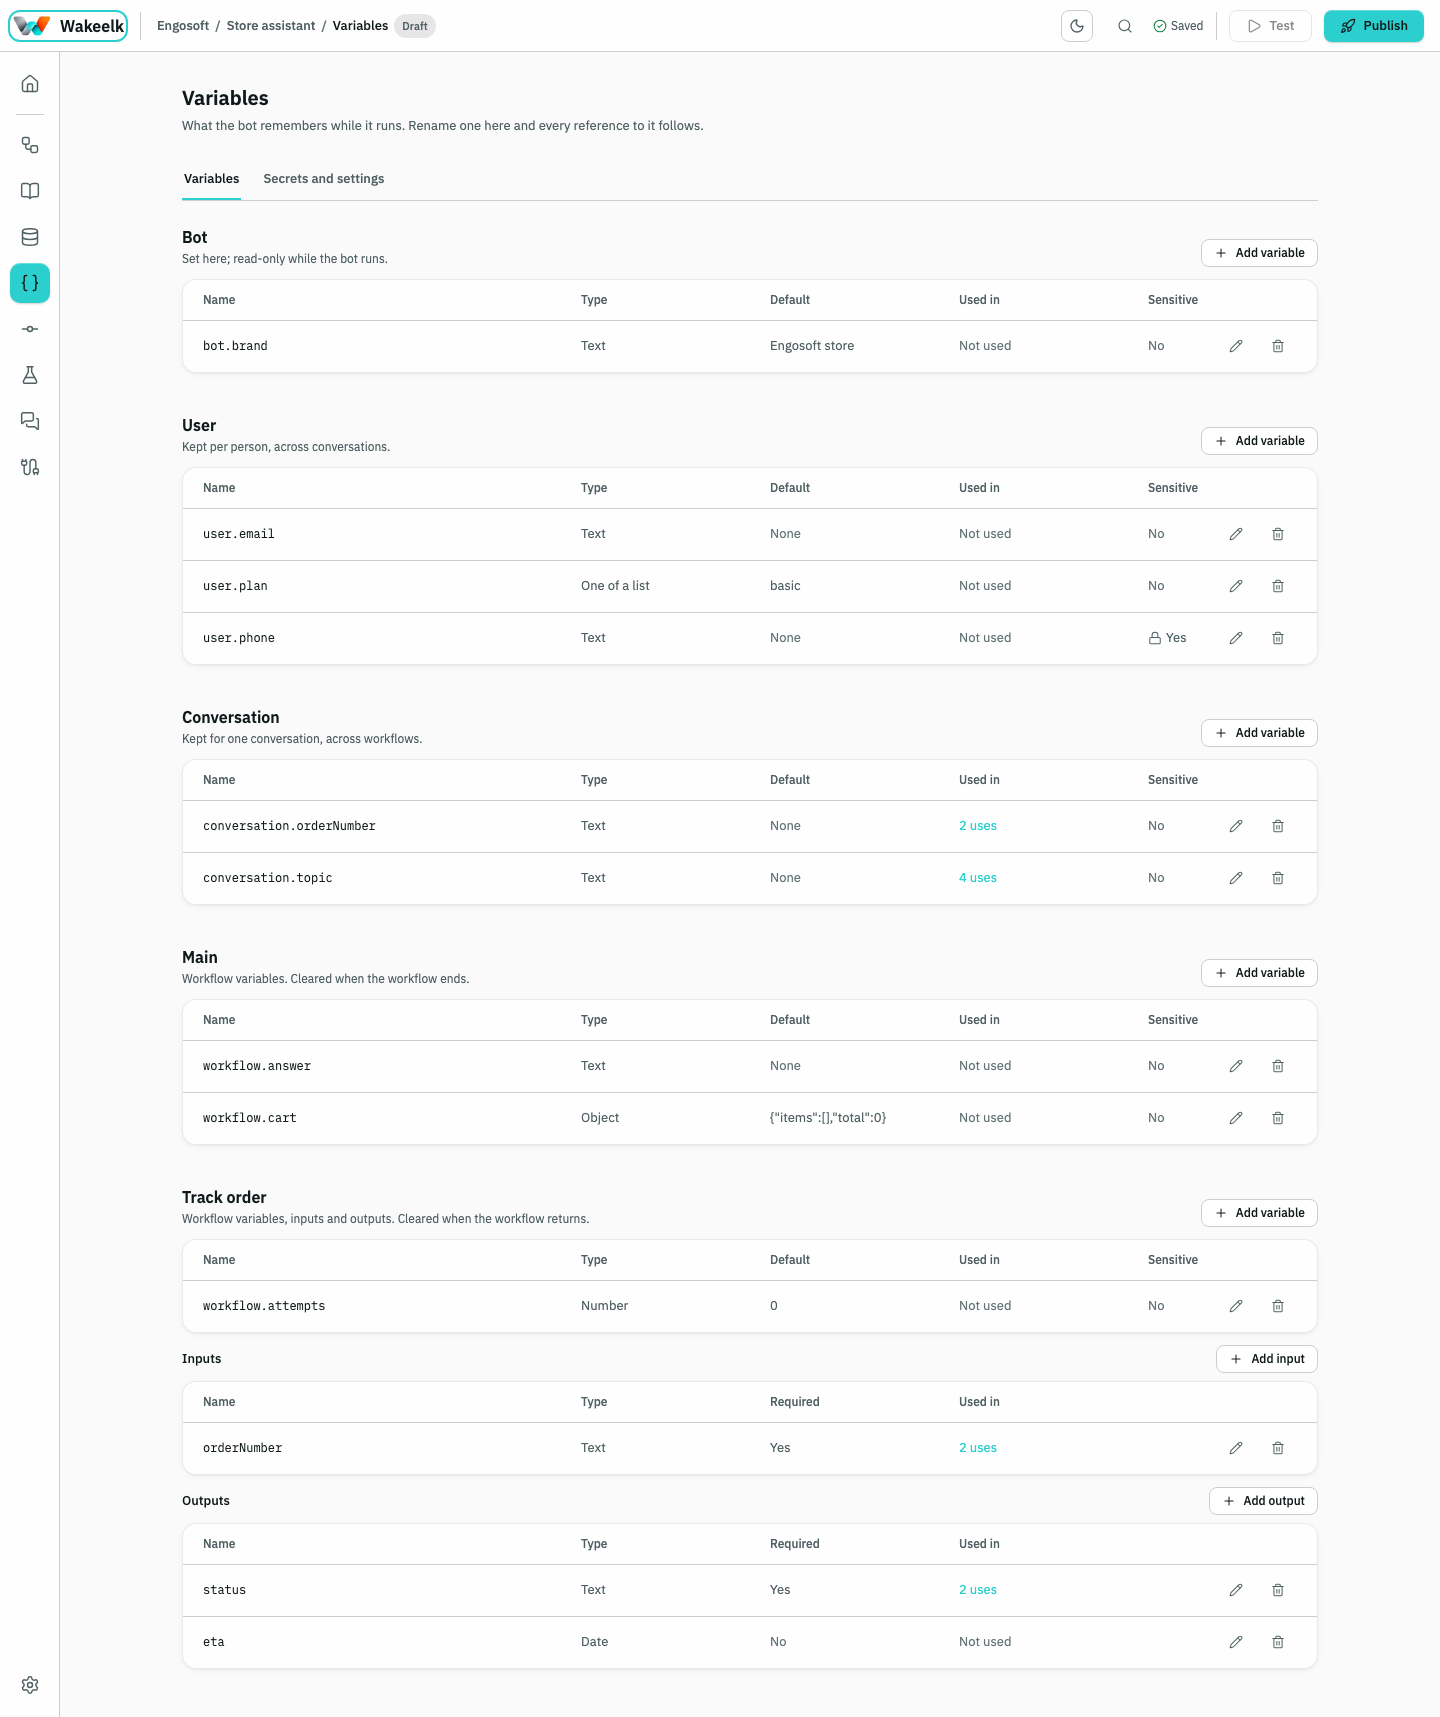 Wakeelk
Engosoft / Store assistant / Variables Draft
Saved
Test
Publish
Variables
What the bot remembers while it runs. Rename one here and every reference to it follows.
Variables Secrets and settings
Bot
Set here; read-only while the bot runs.
Add variable
Name Type Default Used in Sensitive
bot.brand Text Engosoft store Not used No
User
Kept per person, across conversations.
Add variable
Name Type Default Used in Sensitive
user.email Text None Not used No
user.plan One of a list basic Not used No
user.phone Text None Not used Yes
Conversation
Kept for one conversation, across workflows.
Add variable
Name Type Default Used in Sensitive
conversation.orderNumber Text None 2 uses No
conversation.topic Text None 4 uses No
Main
Workflow variables. Cleared when the workflow ends.
Add variable
Name Type Default Used in Sensitive
workflow.answer Text None Not used No
workflow.cart Object {"items":[],"total":0} Not used No
Track order
Workflow variables, inputs and outputs. Cleared when the workflow returns.
Add variable
Name Type Default Used in Sensitive
workflow.attempts Number 0 Not used No
Inputs
Add input
Name Type Required Used in
orderNumber Text Yes 2 uses
Outputs
Add output
Name Type Required Used in
status Text Yes 2 uses
eta Date No Not used